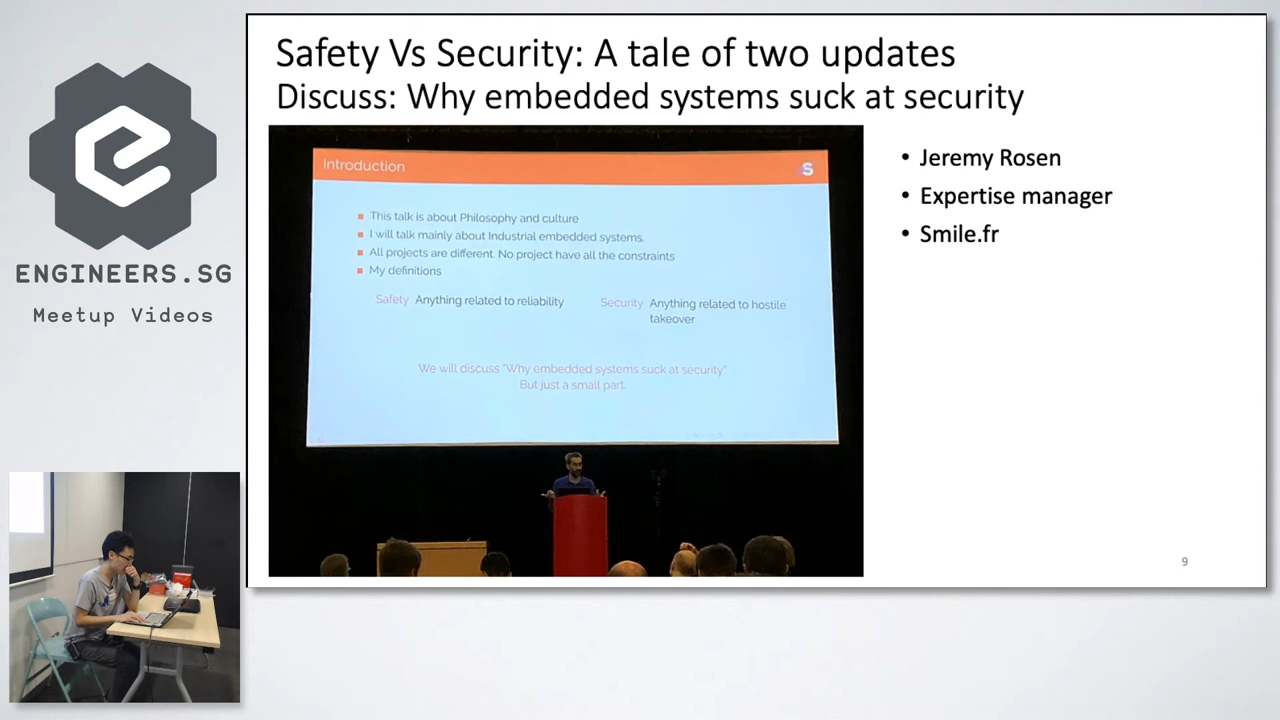 Safety Vs Security: A tale of two updates
Discuss: Why embedded systems suck at security
ENGINEERS.SG
Meetup Videos
Introduction
S
This talk is about Philosophy and culture
I will talk mainly about Industrial embedded systems.
All projects are different. No project have all the constraints
My definitions
Safety Anything related to reliability
Security Anything related to hostile
takeover
We will discuss "Why embedded systems suck at security"
But just a small part.
• Jeremy Rosen
• Expertise manager
• Smile.fr
9